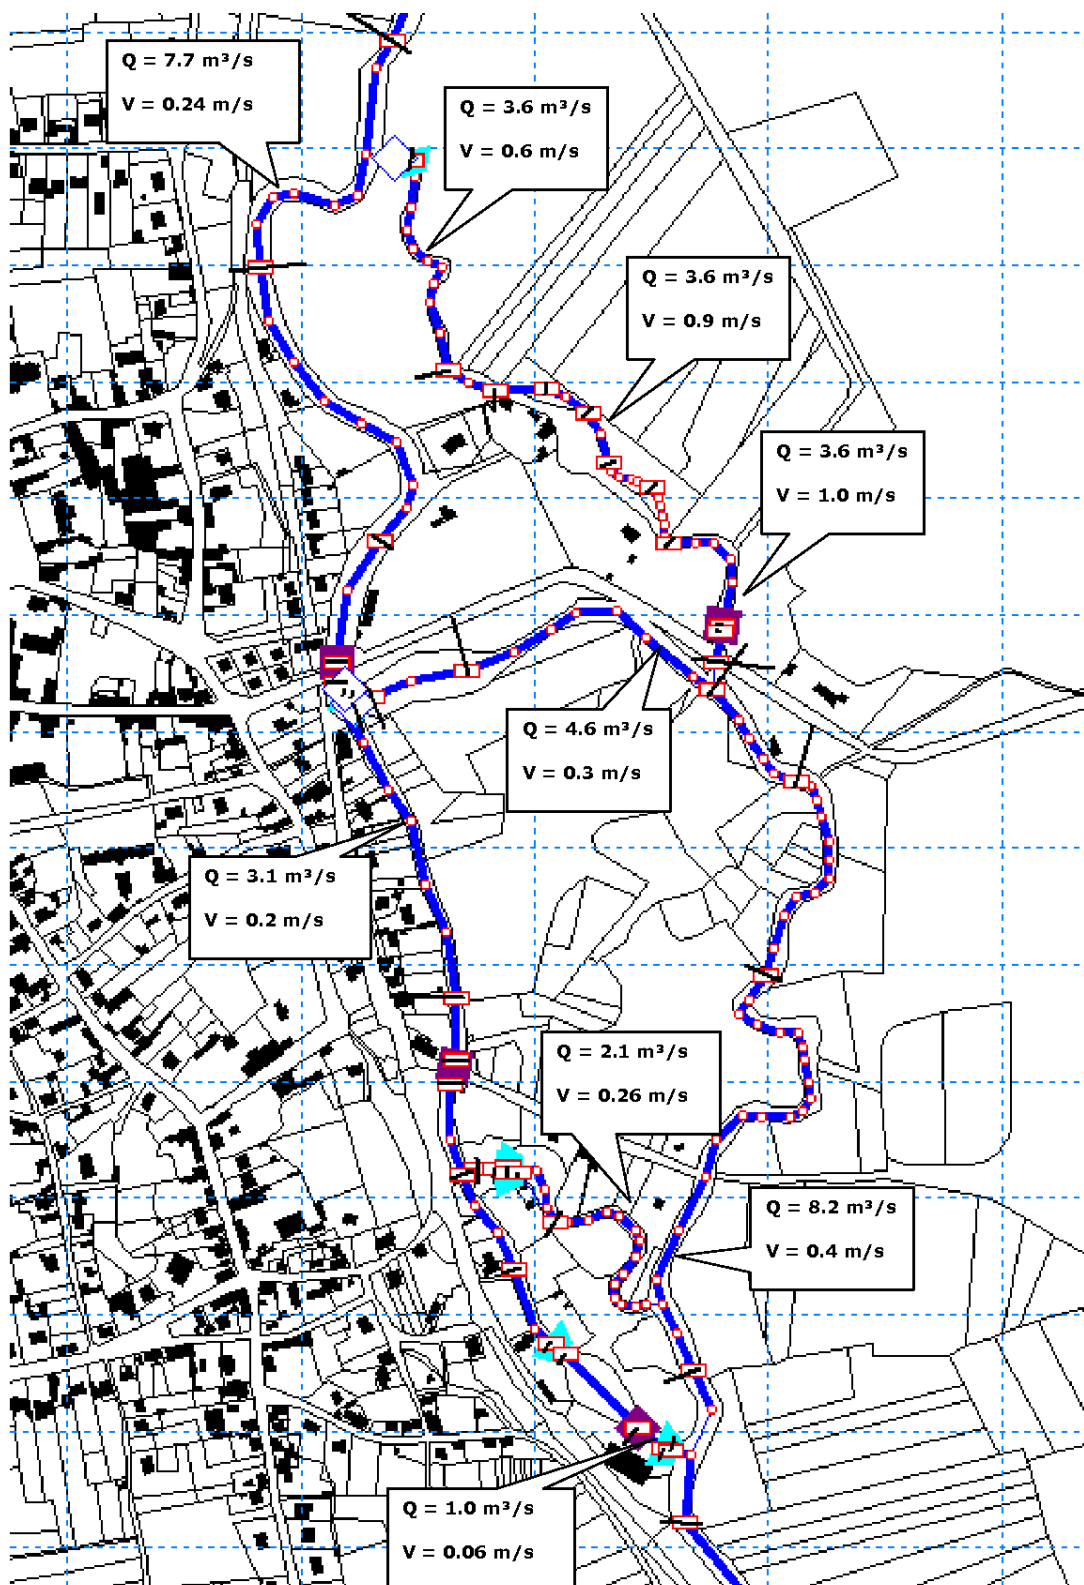 Q = 7.7 m³/s
V = 0.24 m/s
Q = 3.6 m³/s
V = 0.6 m/s
Q = 3.6 m³/s
V = 0.9 m/s
Q = 3.6 m³/s
V = 1.0 m/s
Q = 4.6 m³/s
V = 0.3 m/s
Q = 3.1 m³/s
V = 0.2 m/s
Q = 2.1 m³/s
V = 0.26 m/s
Q = 8.2 m³/s
V = 0.4 m/s
Q = 1.0 m³/s
V = 0.06 m/s